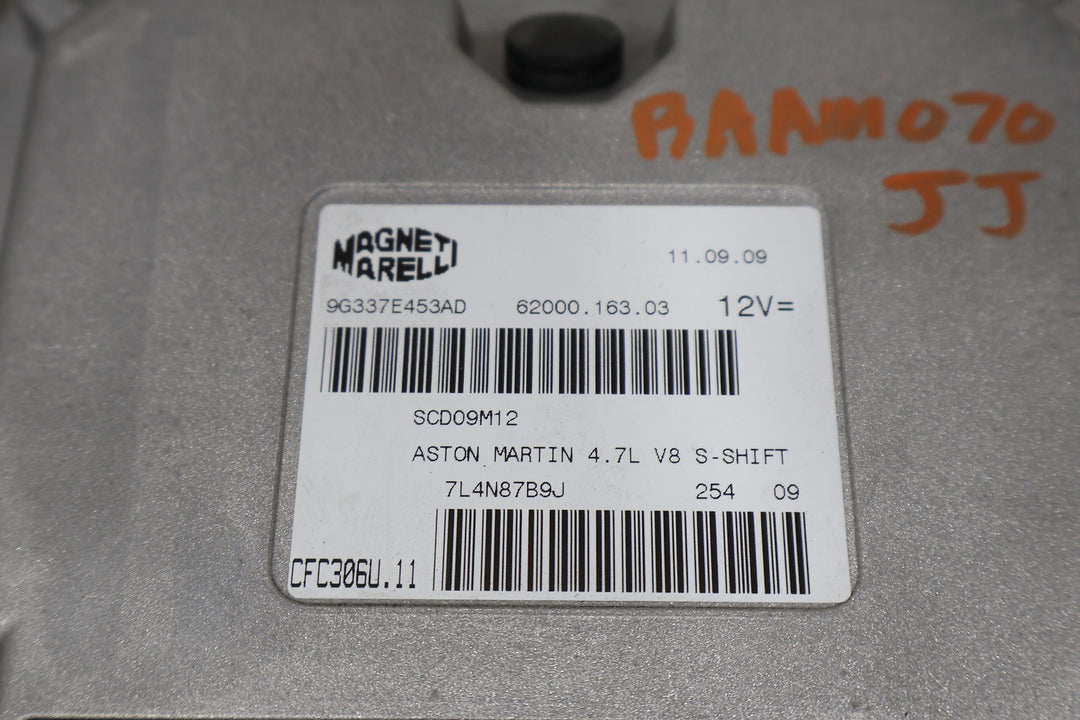 BAAM070
JJ
MAGNETI
MARELLI
11.09.09
9G337E453AD 62000.163.03 12V=
SCD09M12
ASTON MARTIN 4.7L V8 S-SHIFT
7L4N87B9J 254 09
CFC306U.11